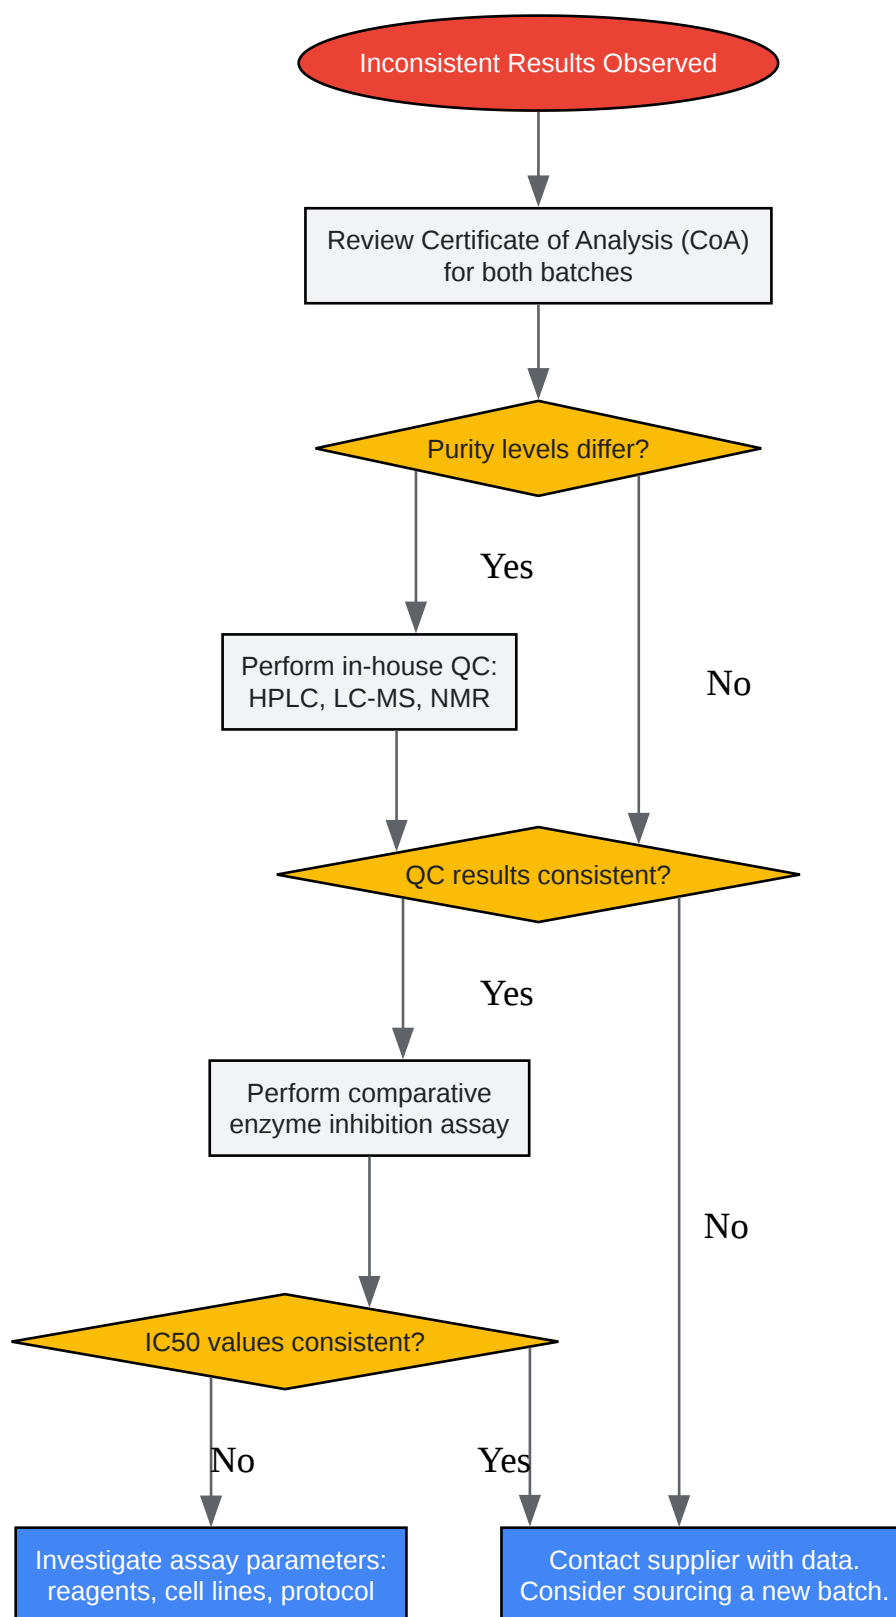 Inconsistent Results Observed
Review Certificate of Analysis (CoA)
for both batches
Purity levels differ?
Yes
Perform in-house QC:
HPLC, LC-MS, NMR
No
QC results consistent?
Yes
Perform comparative
enzyme inhibition assay
No
IC50 values consistent?
No
Yes
Investigate assay parameters:
reagents, cell lines, protocol
Contact supplier with data.
Consider sourcing a new batch.